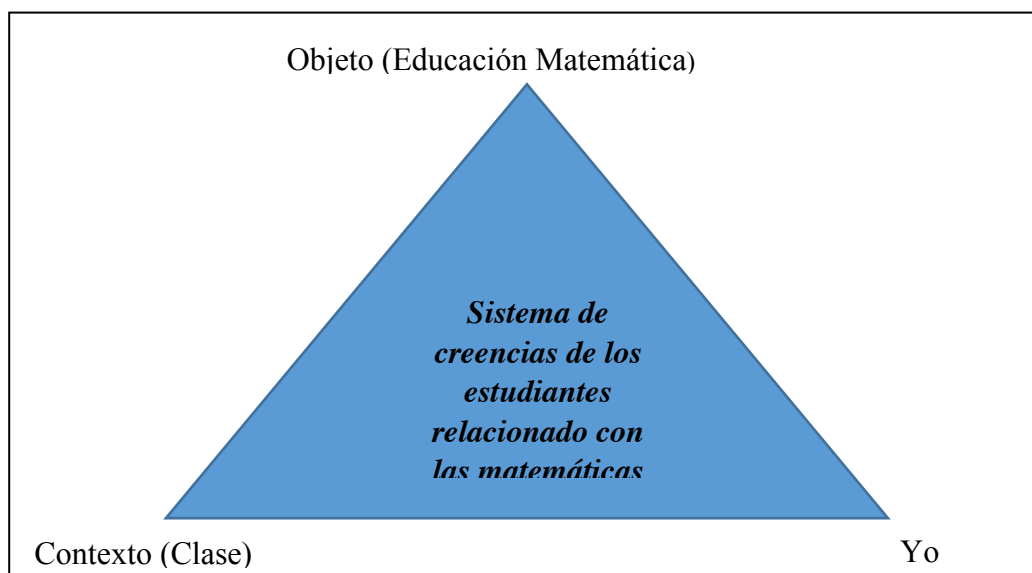 Objeto (Educación Matemática)
Sistema de
creencias de los
estudiantes
relacionado con
las matemáticas
Contexto (Clase)
Yo